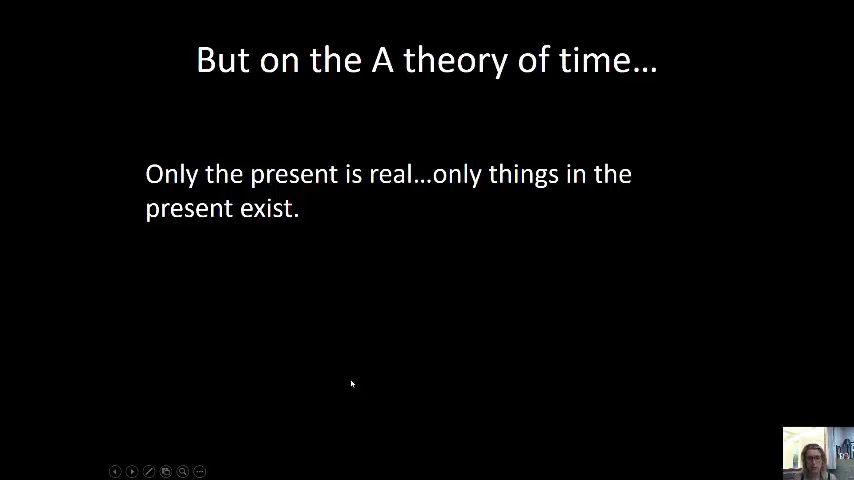 But on the A theory of time…
Only the present is real…only things in the
present exist.